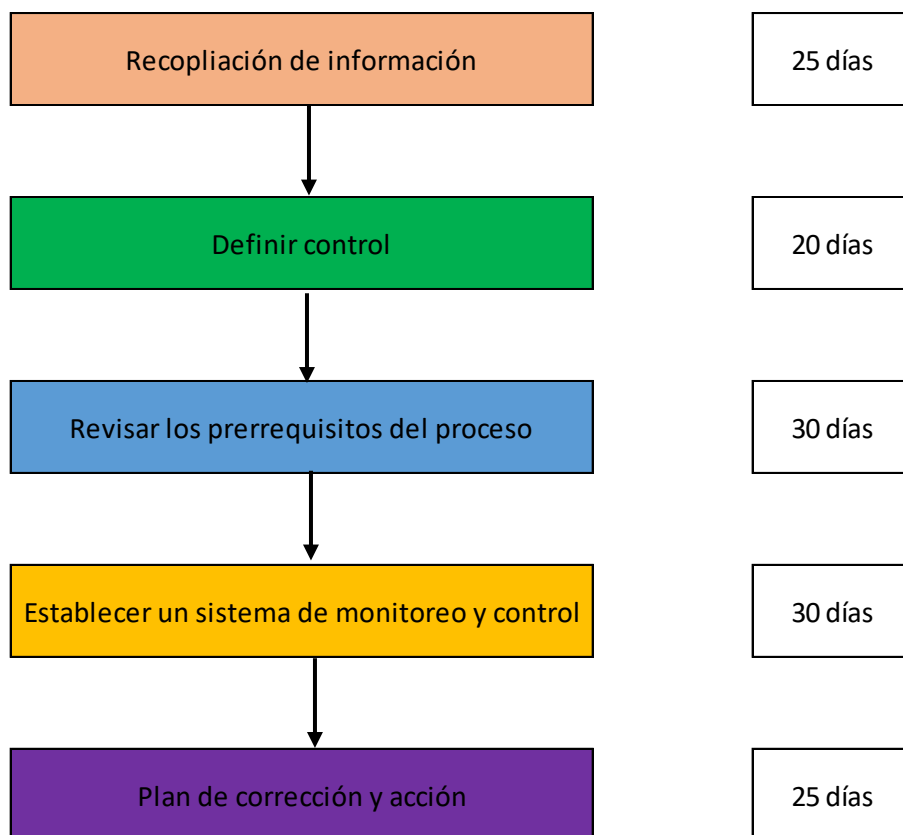 Recopliación de información
25 días
Definir control
20 días
Revisar los prerrequisitos del proceso
30 días
Establecer un sistema de monitoreo y control
30 días
Plan de corrección y acción
25 días